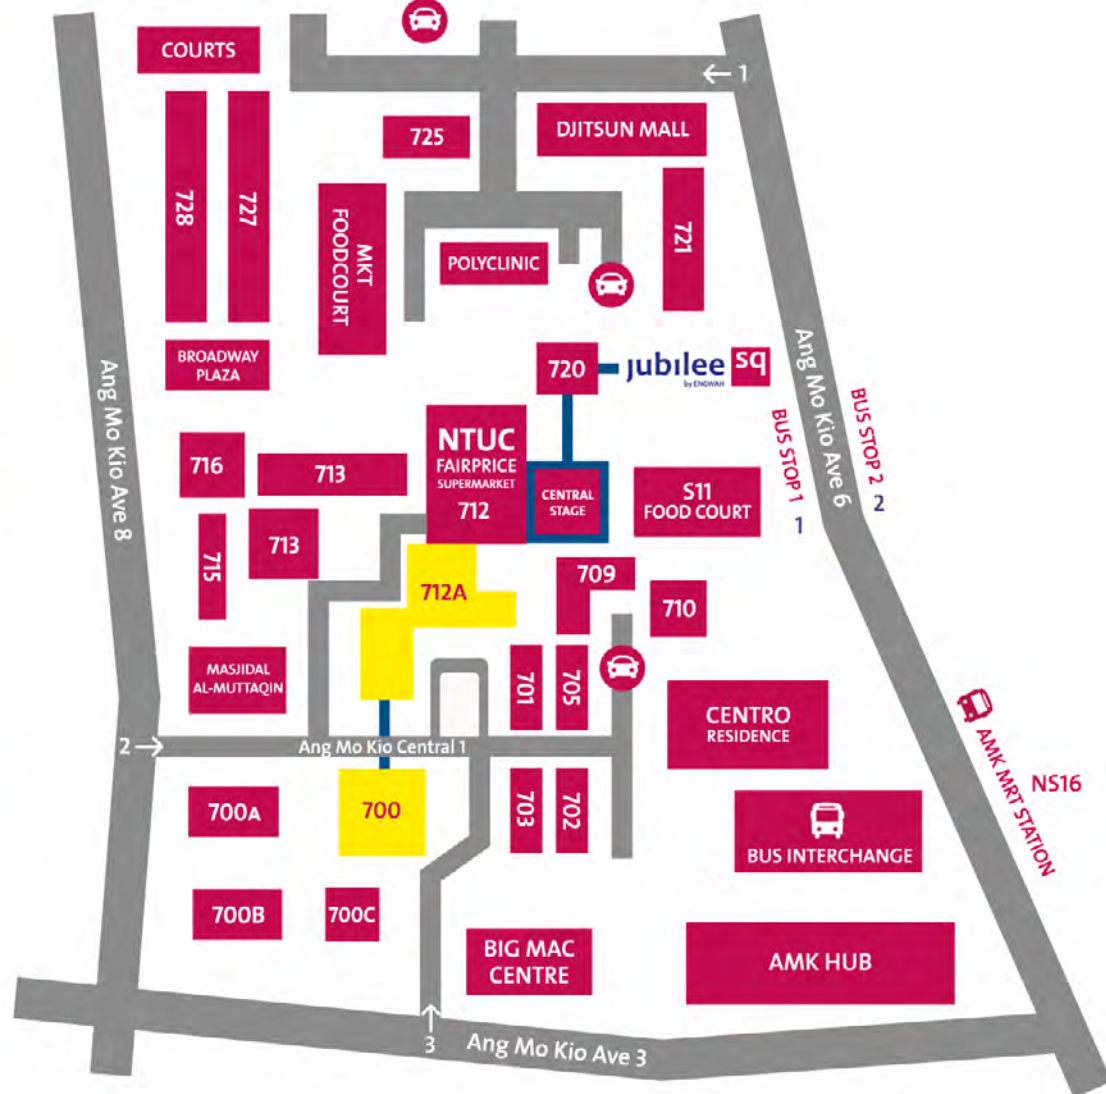 COURTS
1
725
DJITSUN MALL
728
727
MKT
FOODCOURT
721
POLYCLINIC
BROADWAY
PLAZA
720
jubilee sq
by ENGWAH
Ang Mo Kio Ave 8
Ang Mo Kio Ave 6
BUS STOP 1
1
BUS STOP 2
2
716
713
NTUC
FAIRPRICE
SUPERMARKET
712
CENTRAL
STAGE
S11
FOOD COURT
715
713
712A
709
710
MASJIDAL
AL-MUTTAQIN
701
705
CENTRO
RESIDENCE
2
Ang Mo Kio Central 1
AMK MRT STATION
NS16
700A
700
703
702
BUS INTERCHANGE
700B
700C
BIG MAC
CENTRE
AMK HUB
3
Ang Mo Kio Ave 3